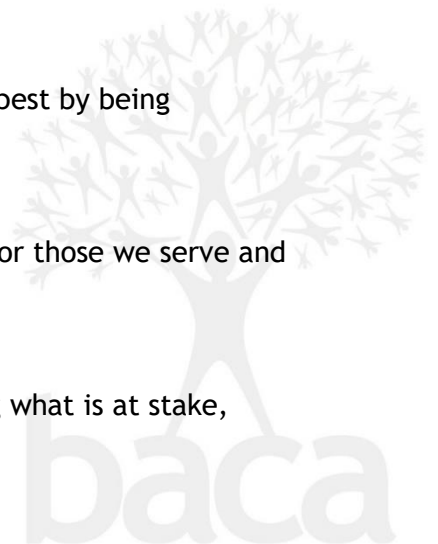 best by being
or those we serve and
what is at stake,
baca